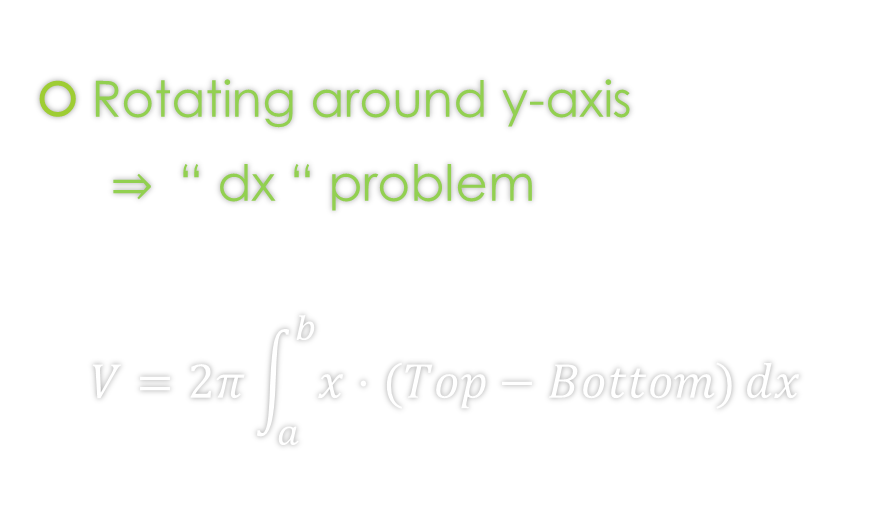 Rotating around y-axis
⇒ “ dx “ problem
V = 2π ∫_a^b x · (Top − Bottom) dx